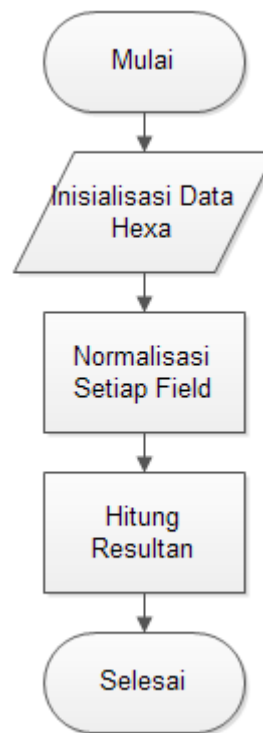 Mulai
Inisialisasi Data
Hexa
Normalisasi
Setiap Field
Hitung
Resultan
Selesai